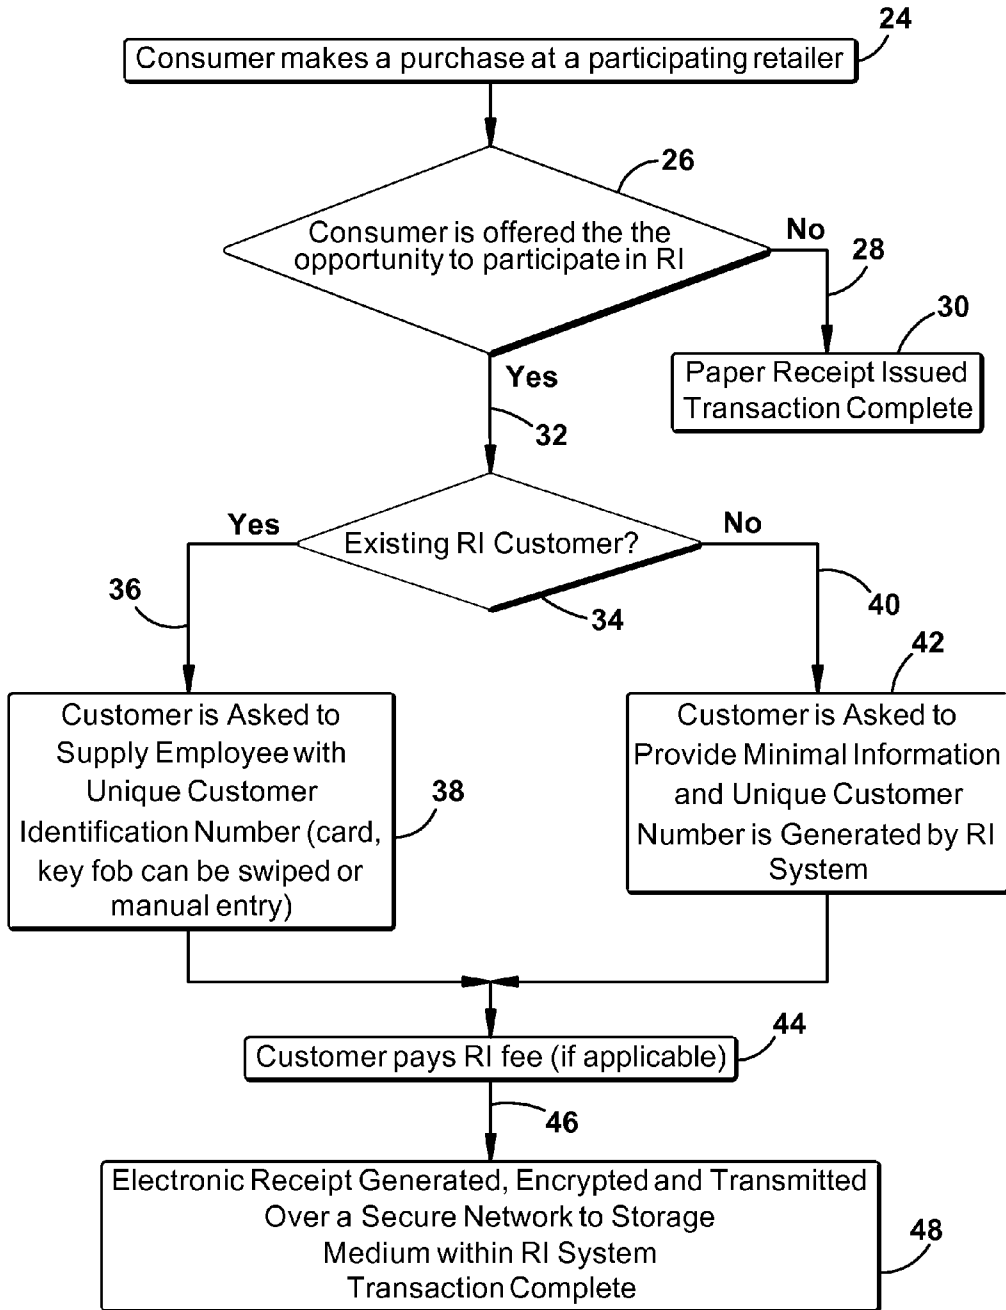 24
Consumer makes a purchase at a participating retailer
26
Consumer is offered the the
opportunity to participate in RI
No
28
30
Paper Receipt Issued
Transaction Complete
Yes
32
Existing RI Customer?
Yes
No
34
36
40
38
Customer is Asked to
Supply Employee with
Unique Customer
Identification Number (card,
key fob can be swiped or
manual entry)
42
Customer is Asked to
Provide Minimal Information
and Unique Customer
Number is Generated by RI
System
44
Customer pays RI fee (if applicable)
46
Electronic Receipt Generated, Encrypted and Transmitted
Over a Secure Network to Storage
Medium within RI System
Transaction Complete
48